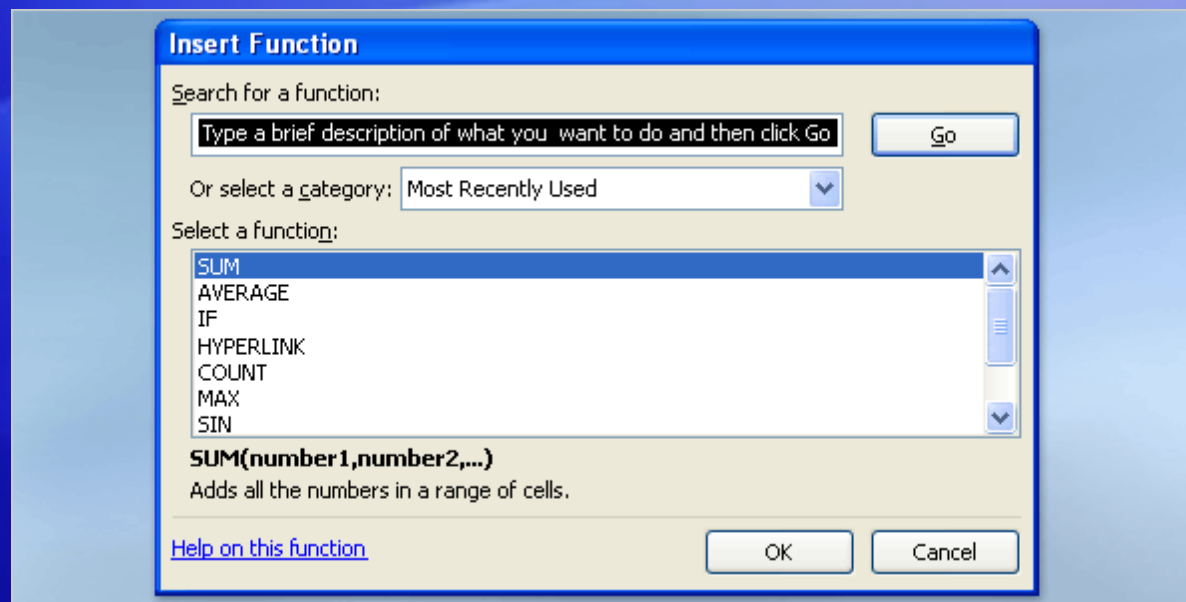 Insert Function
Search for a function:
Type a brief description of what you  want to do and then click Go
Go
Or select a category:
Most Recently Used
Select a function:
SUM
AVERAGE
IF
HYPERLINK
COUNT
MAX
SIN
SUM(number1,number2,...)
Adds all the numbers in a range of cells.
Help on this function
OK
Cancel